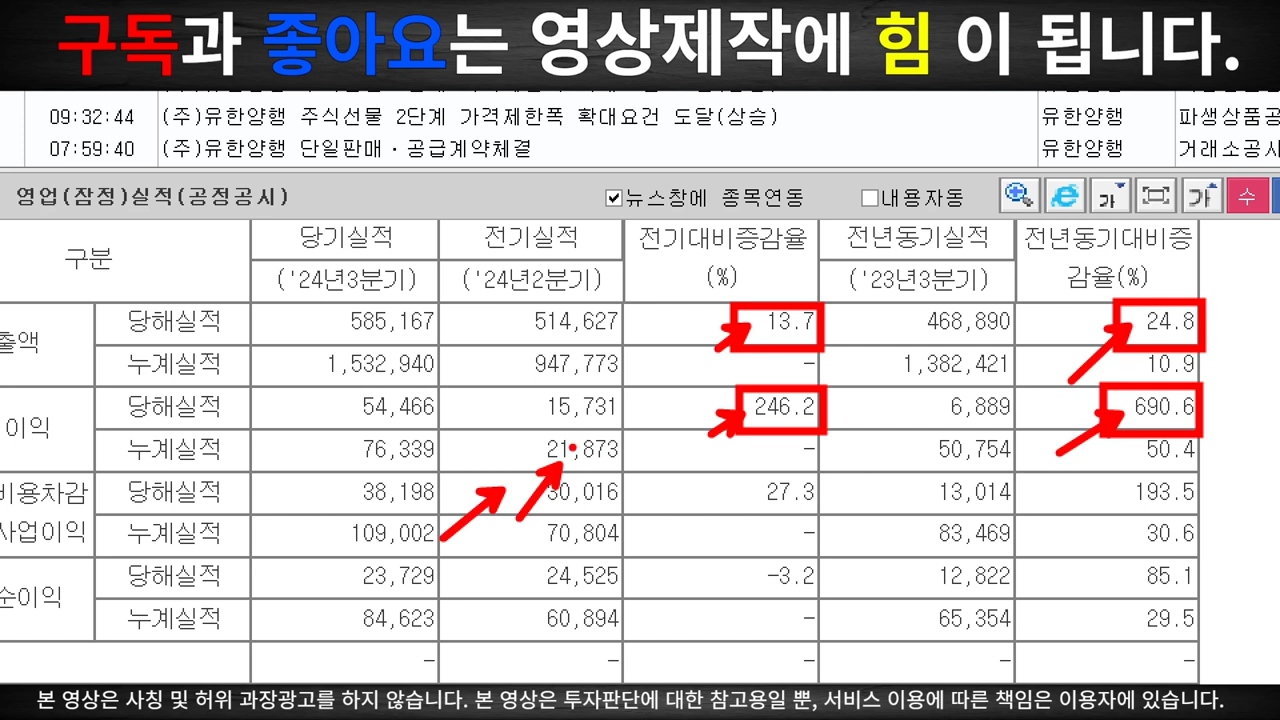 구독과 좋아요는 영상제작에 힘 이 됩니다.
09:32:44 (주)유한양행 주식선물 2단계 가격제한폭 확대요건 도달(상승) 유한양행 파생상품공
07:59:40 (주)유한양행 단일판매·공급계약체결 유한양행 거래소공시
영업(잠정)실적(공정공시) 뉴스창에 종목연동 내용자동 가 가 수
구분 당기실적 전기실적 전기대비증감율 전년동기실적 전년동기대비증
('24년3분기) ('24년2분기) (%) ('23년3분기) 감율(%)
출액 당해실적 585,167 514,627 13.7 468,890 24.8
누계실적 1,532,940 947,773 - 1,382,421 10.9
이익 당해실적 54,466 15,731 246.2 6,889 690.6
누계실적 76,339 21,873 - 50,754 50.4
비용차감 당해실적 38,198 30,016 27.3 13,014 193.5
사업이익 누계실적 109,002 70,804 - 83,469 30.6
순이익 당해실적 23,729 24,525 -3.2 12,822 85.1
누계실적 84,623 60,894 - 65,354 29.5
- - - - -
본 영상은 사칭 및 허위 과장광고를 하지 않습니다. 본 영상은 투자판단에 대한 참고용일 뿐, 서비스 이용에 따른 책임은 이용자에 있습니다.